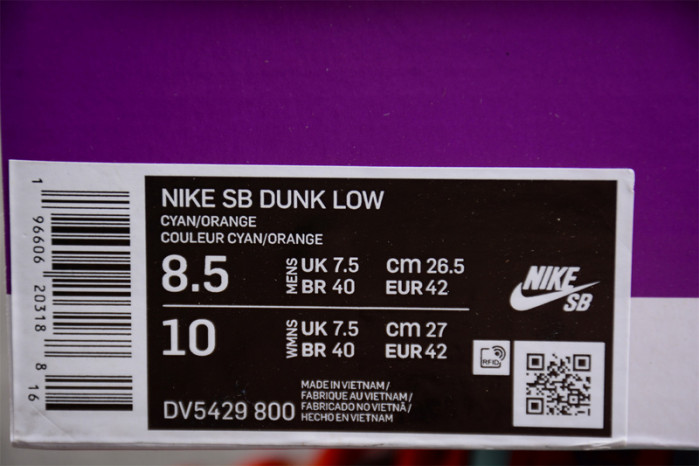 NIKE SB DUNK LOW
CYAN/ORANGE
COULEUR CYAN/ORANGE
8.5 MENS UK 7.5 cm 26.5
BR 40 EUR 42
10 WMNS UK 7.5 cm 27
BR 40 EUR 42
DV5429 800
MADE IN VIETNAM /
FABRIQUE AU VIETNAM /
FABRICADO NO VIETNÃ /
HECHO EN VIETNAM
NIKE
SB
RFID
1 96606 20318 8 16